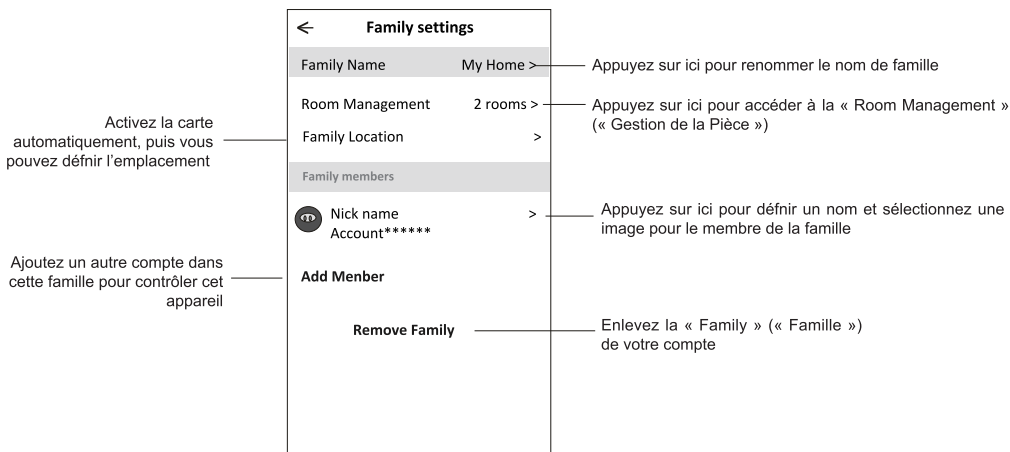 Family settings
Family Name My Home >
Appuyez sur ici pour renommer le nom de famille
Room Management 2 rooms >
Appuyez sur ici pour accéder à la « Room Management »
(« Gestion de la Pièce »)
Activez la carte
automatiquement, puis vous
pouvez défnir l'emplacement
Family Location >
Family members
Nick name >
Account******
Appuyez sur ici pour défnir un nom et sélectionnez une
image pour le membre de la famille
Ajoutez un autre compte dans
cette famille pour contrôler cet
appareil
Add Menber
Remove Family
Enlevez la « Family » (« Famille »)
de votre compte